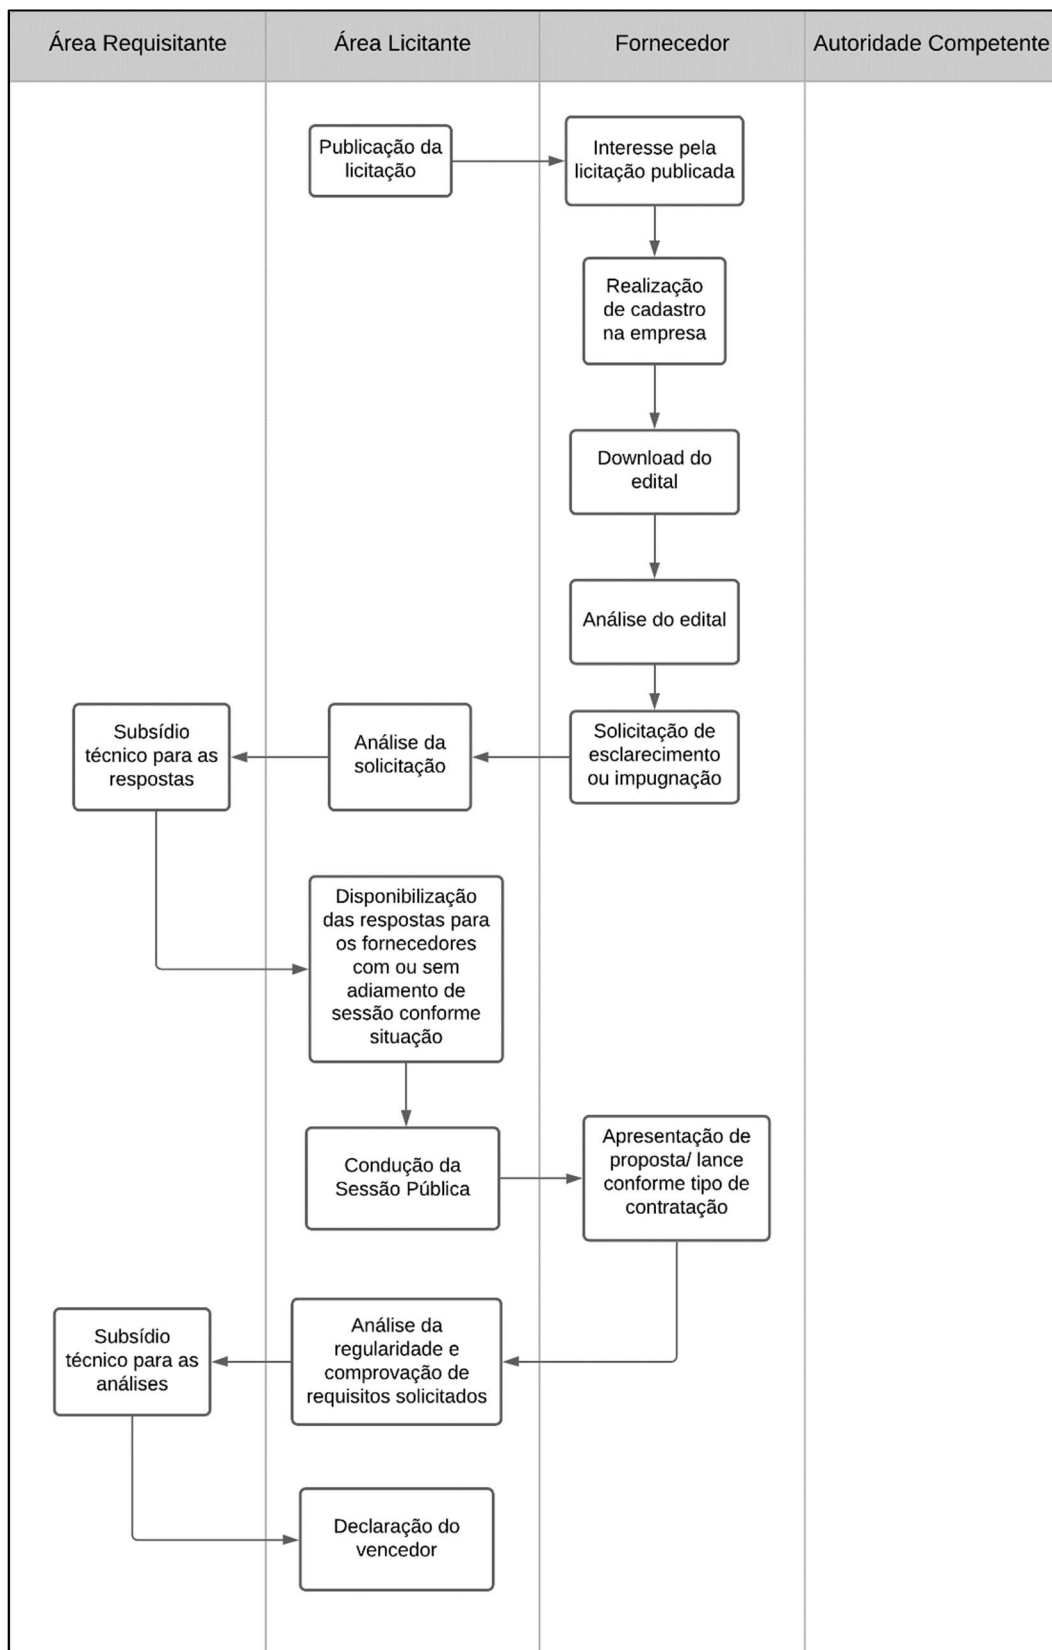 Área Requisitante
Área Licitante
Fornecedor
Autoridade Competente
Publicação da
licitação
Interesse pela
licitação publicada
Realização
de cadastro
na empresa
Download do
edital
Análise do edital
Solicitação de
esclarecimento
ou impugnação
Análise da
solicitação
Subsídio
técnico para as
respostas
Disponibilização
das respostas para
os fornecedores
com ou sem
adiamento de
sessão conforme
situação
Condução da
Sessão Pública
Apresentação de
proposta/ lance
conforme tipo de
contratação
Análise da
regularidade e
comprovação de
requisitos solicitados
Subsídio
técnico para as
análises
Declaração do
vencedor